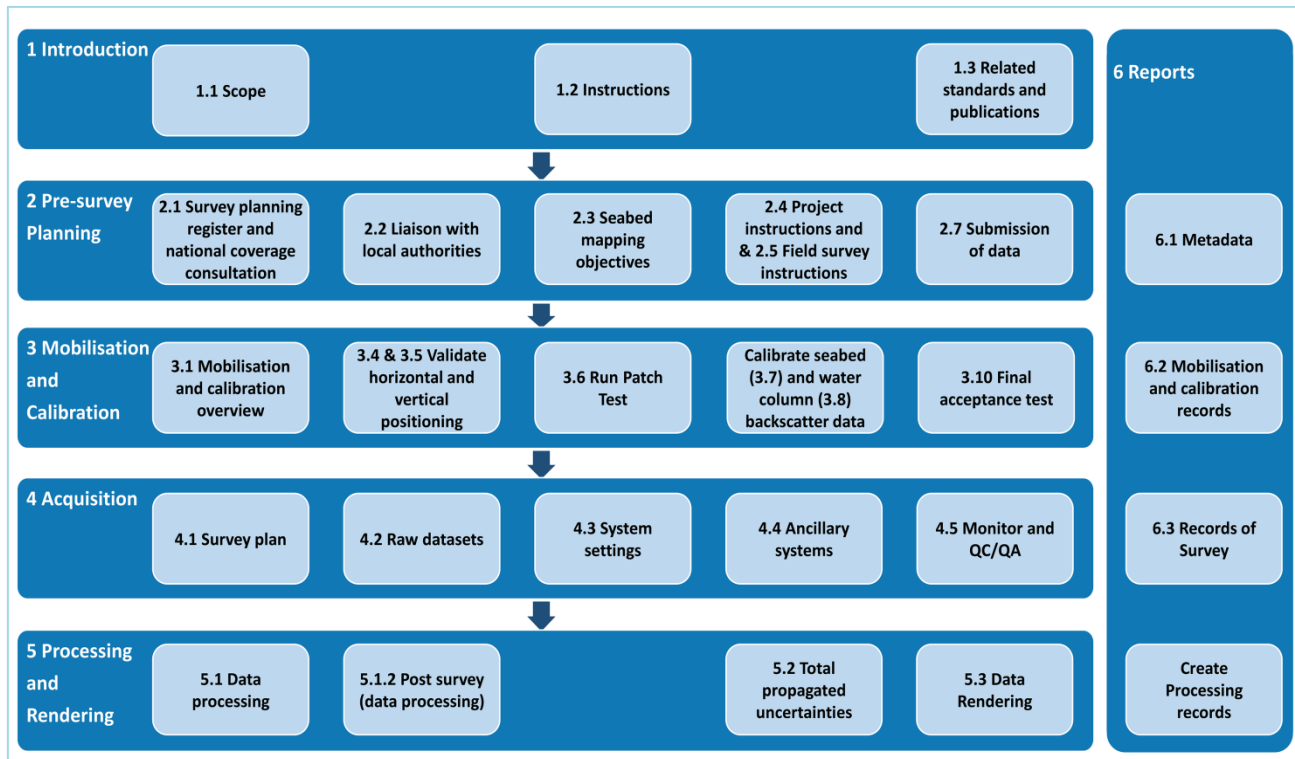 1 Introduction
1.1 Scope
1.2 Instructions
1.3 Related
standards and
publications
2 Pre-survey
Planning
2.1 Survey planning
register and
national coverage
consultation
2.2 Liaison with
local authorities
2.3 Seabed
mapping
objectives
2.4 Project
instructions and
& 2.5 Field survey
instructions
2.7 Submission
of data
3 Mobilisation
and
Calibration
3.1 Mobilisation
and calibration
overview
3.4 & 3.5 Validate
horizontal and
vertical
positioning
3.6 Run Patch
Test
Calibrate seabed
(3.7) and water
column (3.8)
backscatter data
3.10 Final
acceptance test
4 Acquisition
4.1 Survey plan
4.2 Raw datasets
4.3 System
settings
4.4 Ancillary
systems
4.5 Monitor and
QC/QA
5 Processing
and
Rendering
5.1 Data
processing
5.1.2 Post survey
(data processing)
5.2 Total
propagated
uncertainties
5.3 Data
Rendering
6 Reports
6.1 Metadata
6.2 Mobilisation
and calibration
records
6.3 Records of
Survey
Create
Processing
records